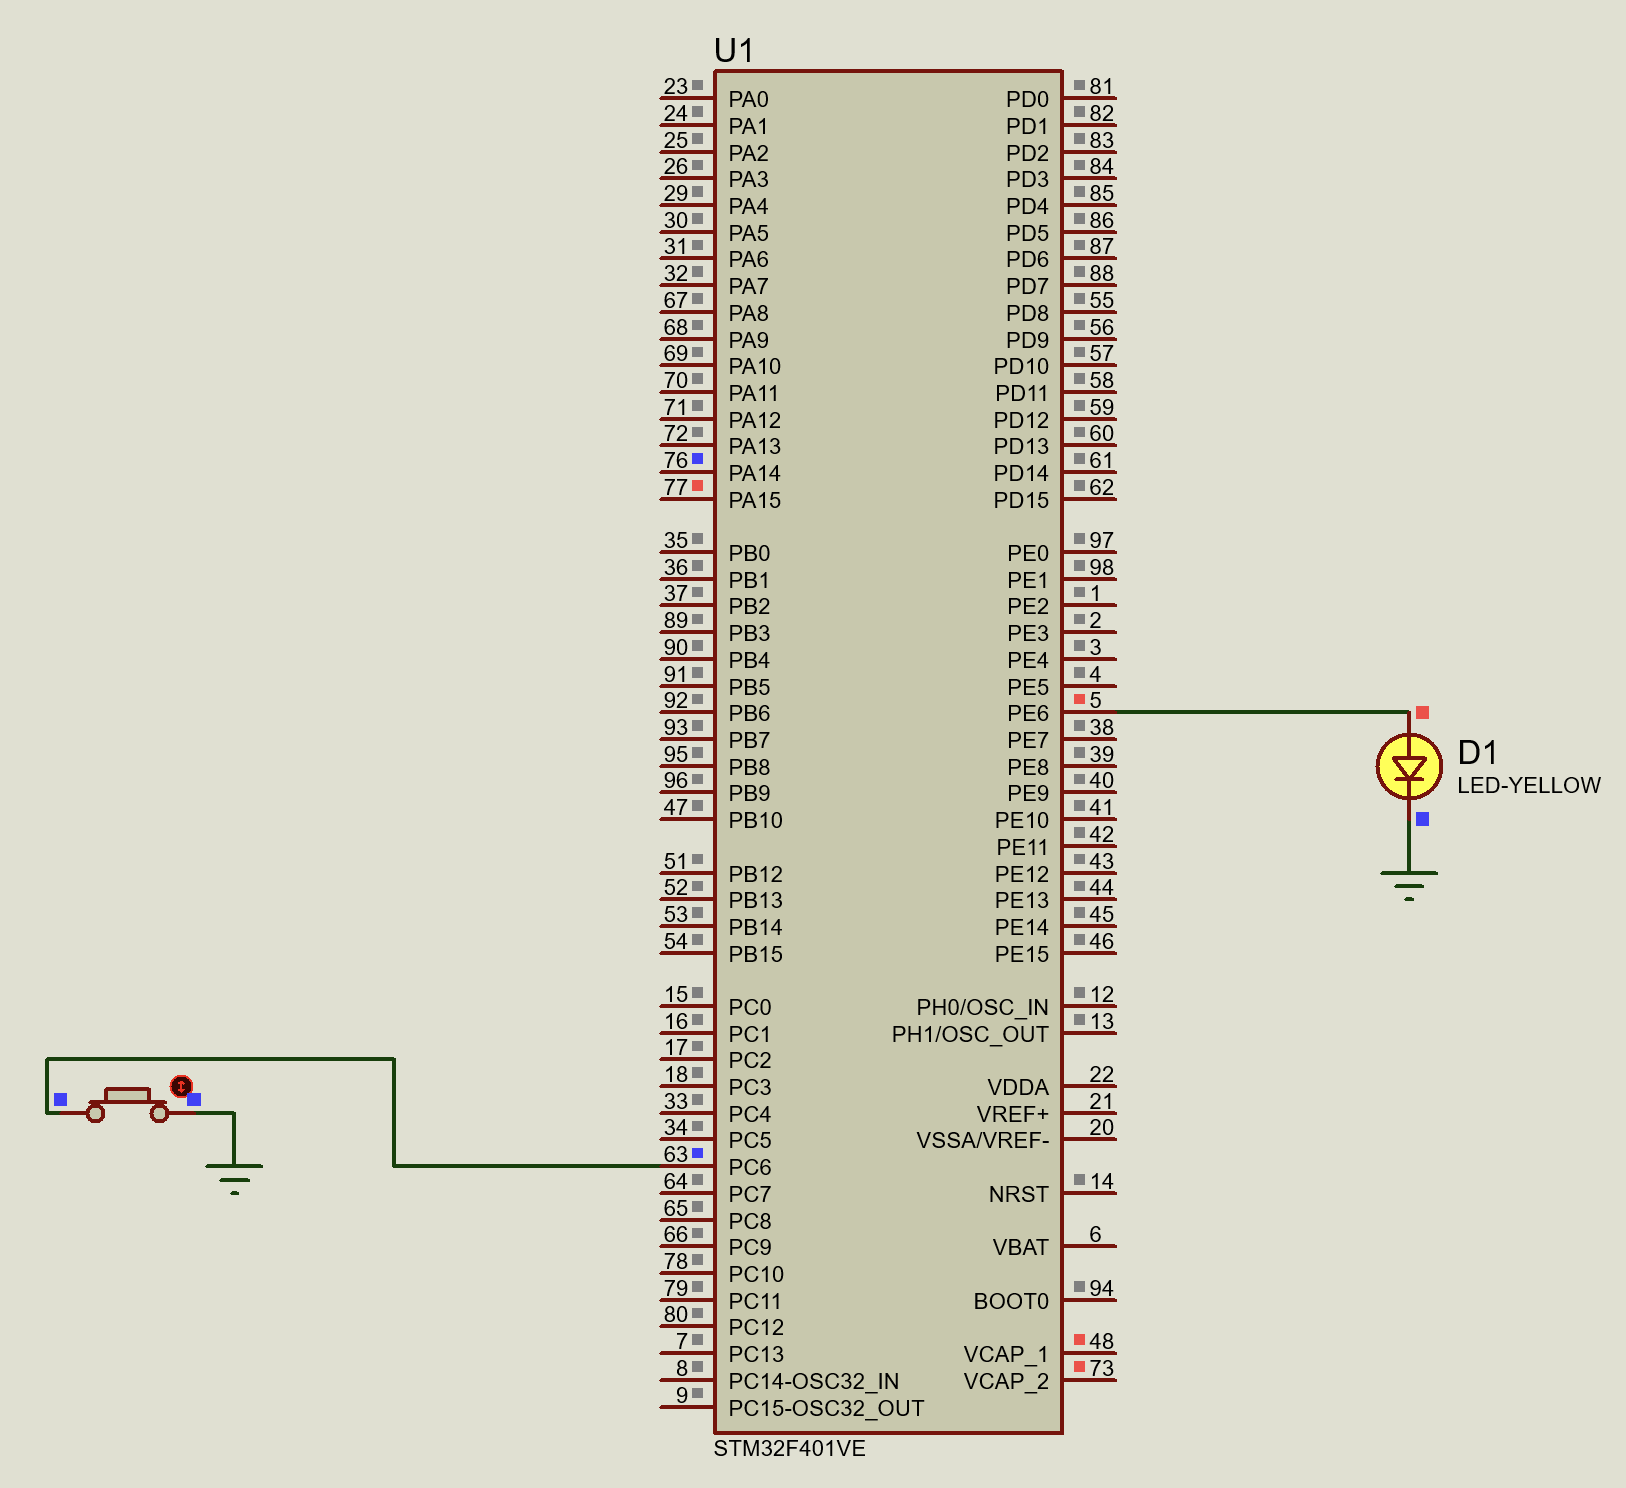 U1
23 PA0 PD0 81
24 PA1 PD1 82
25 PA2 PD2 83
26 PA3 PD3 84
29 PA4 PD4 85
30 PA5 PD5 86
31 PA6 PD6 87
32 PA7 PD7 88
67 PA8 PD8 55
68 PA9 PD9 56
69 PA10 PD10 57
70 PA11 PD11 58
71 PA12 PD12 59
72 PA13 PD13 60
76 PA14 PD14 61
77 PA15 PD15 62
35 PB0 PE0 97
36 PB1 PE1 98
37 PB2 PE2 1
89 PB3 PE3 2
90 PB4 PE4 3
91 PB5 PE5 4
92 PB6 PE6 5
93 PB7 PE7 38
95 PB8 PE8 39
96 PB9 PE9 40
47 PB10 PE10 41
PE11 42
51 PB12 PE12 43
52 PB13 PE13 44
53 PB14 PE14 45
54 PB15 PE15 46
15 PC0 PH0/OSC_IN 12
16 PC1 PH1/OSC_OUT 13
17 PC2
18 PC3 VDDA 22
33 PC4 VREF+ 21
34 PC5 VSSA/VREF- 20
63 PC6
64 PC7 NRST 14
65 PC8
66 PC9 VBAT 6
78 PC10
79 PC11 BOOT0 94
80 PC12
7 PC13 VCAP_1 48
8 PC14-OSC32_IN VCAP_2 73
9 PC15-OSC32_OUT
STM32F401VE
D1
LED-YELLOW